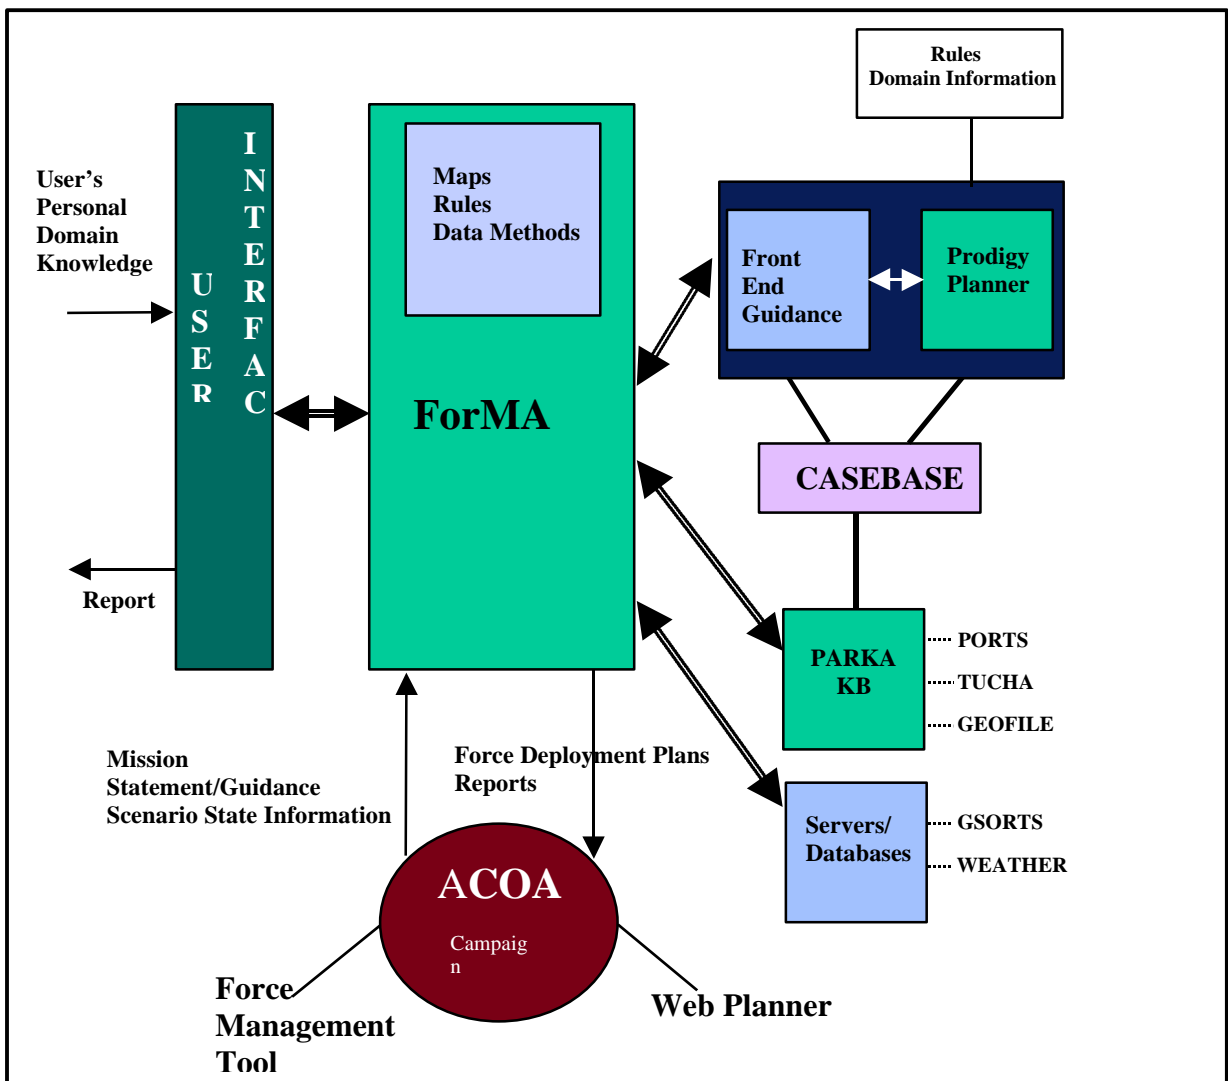 Rules
Domain Information
User's
Personal
Domain
Knowledge
USER
INTERFAC
Maps
Rules
Data Methods
ForMA
Front
End
Guidance
Prodigy
Planner
CASEBASE
Report
PARKA
KB
PORTS
TUCHA
GEOFILE
Mission
Statement/Guidance
Scenario State Information
Force Deployment Plans
Reports
Servers/
Databases
GSORTS
WEATHER
ACOA
Campaig
n
Force
Management
Tool
Web Planner